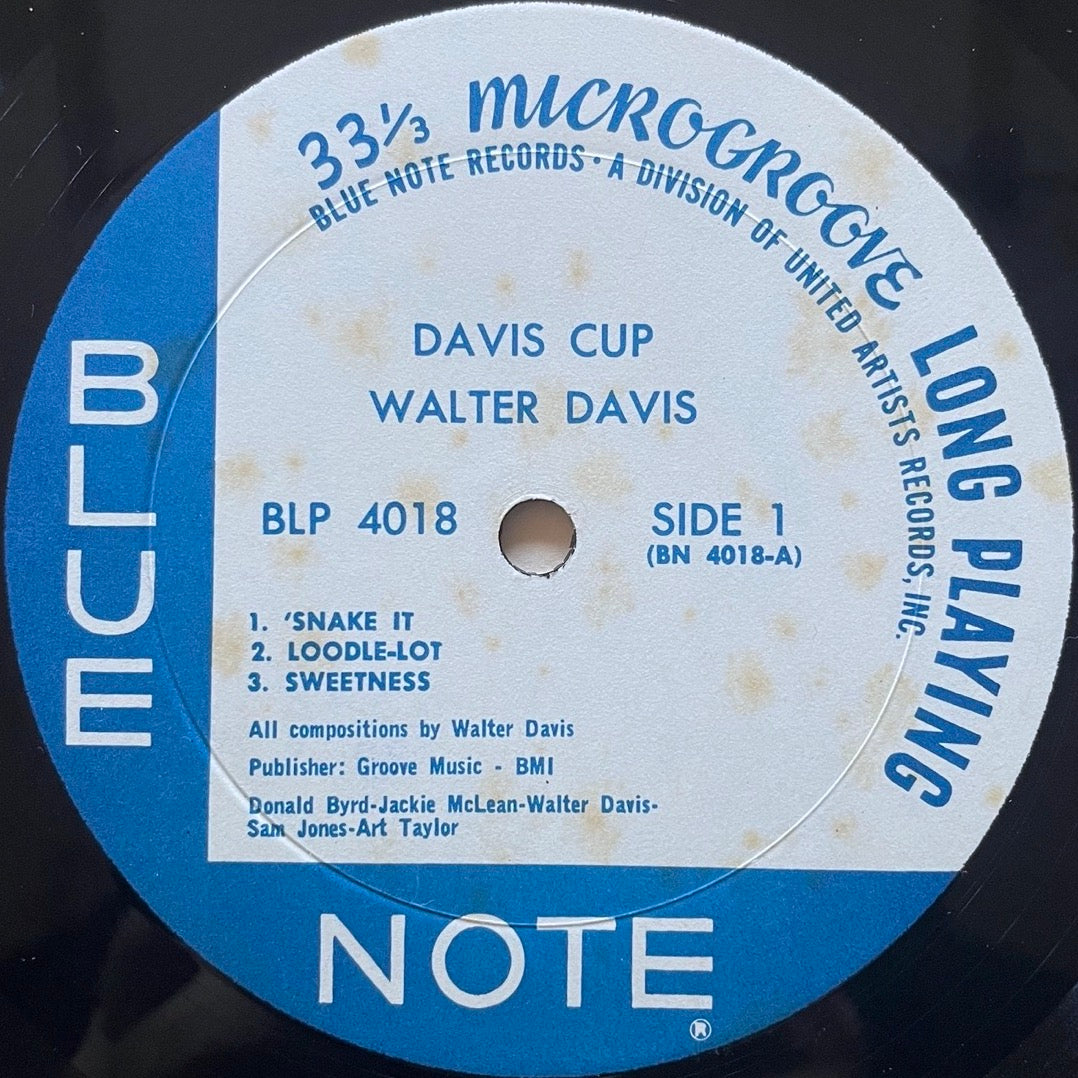 33⅓ MICROGROOVE LONG PLAYING
BLUE NOTE RECORDS • A DIVISION OF UNITED ARTISTS RECORDS, INC.
DAVIS CUP
WALTER DAVIS
BLP 4018
SIDE 1
(BN 4018-A)
1. 'SNAKE IT
2. LOODLE-LOT
3. SWEETNESS
All compositions by Walter Davis
Publisher: Groove Music - BMI
Donald Byrd-Jackie McLean-Walter Davis-
Sam Jones-Art Taylor
BLUE
NOTE
®